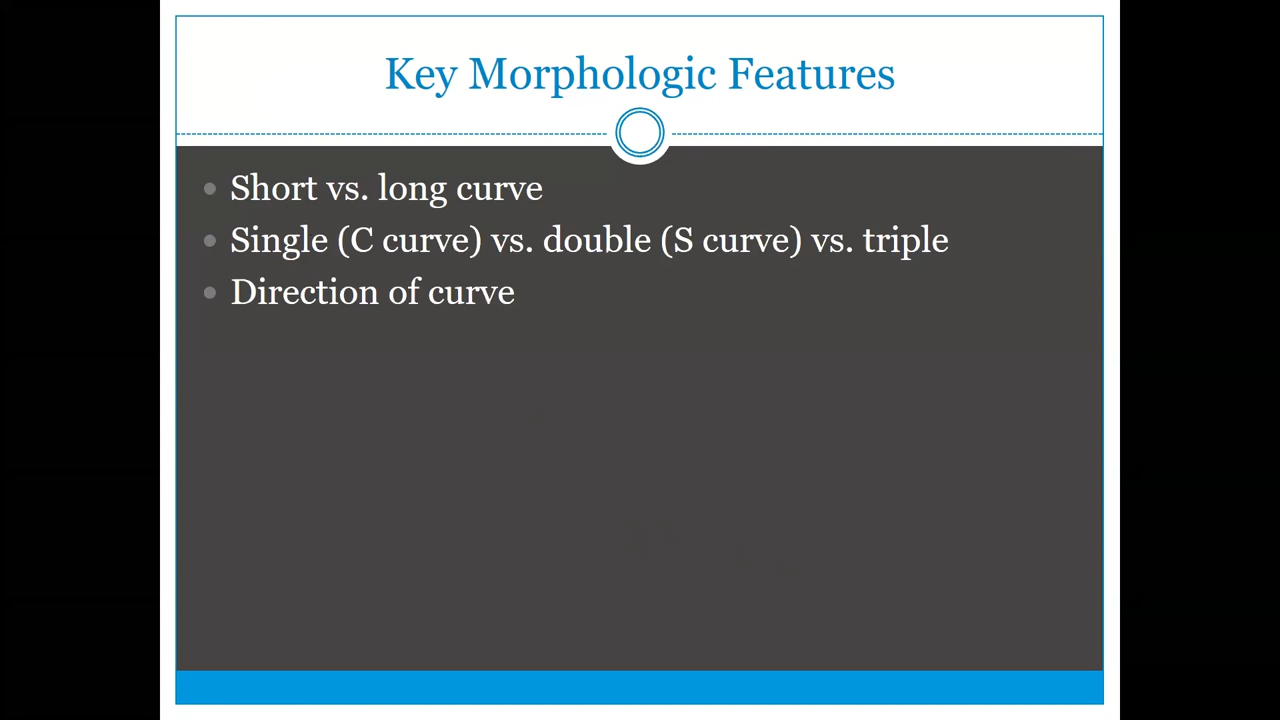 Key Morphologic Features
Short vs. long curve
Single (C curve) vs. double (S curve) vs. triple
Direction of curve